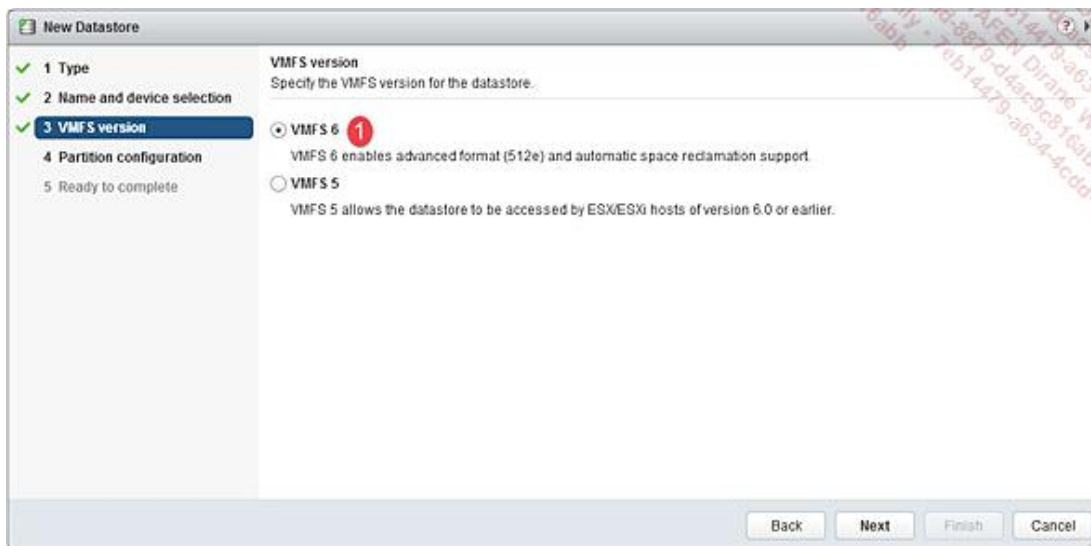 New Datastore
?
1 Type
2 Name and device selection
3 VMFS version
4 Partition configuration
5 Ready to complete
VMFS version
Specify the VMFS version for the datastore.
VMFS 6 1
VMFS 6 enables advanced format (512e) and automatic space reclamation support.
VMFS 5
VMFS 5 allows the datastore to be accessed by ESX/ESXi hosts of version 6.0 or earlier.
Back Next Finish Cancel